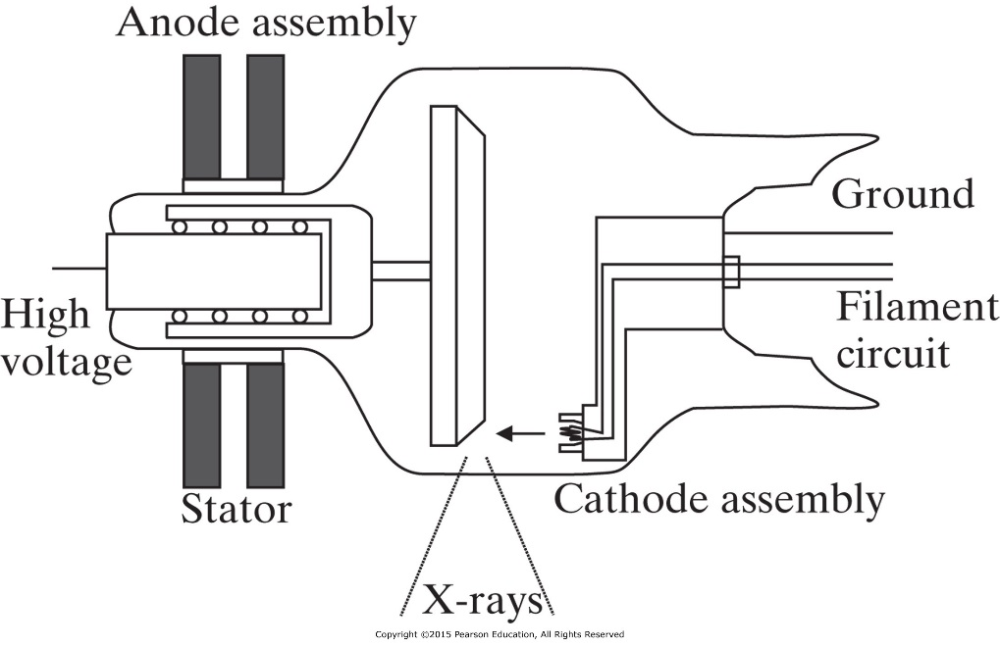 Anode assembly
Ground
High
voltage
Filament
circuit
Stator
Cathode assembly
X-rays
Copyright ©2015 Pearson Education, All Rights Reserved